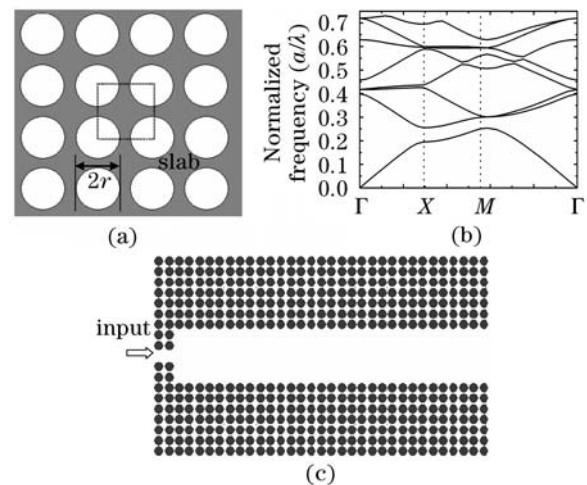 slab
2r
(a)
Normalized
frequency (a/λ)
0.7
0.6
0.5
0.4
0.3
0.2
0.1
0.0
Γ X M Γ
(b)
input
(c)